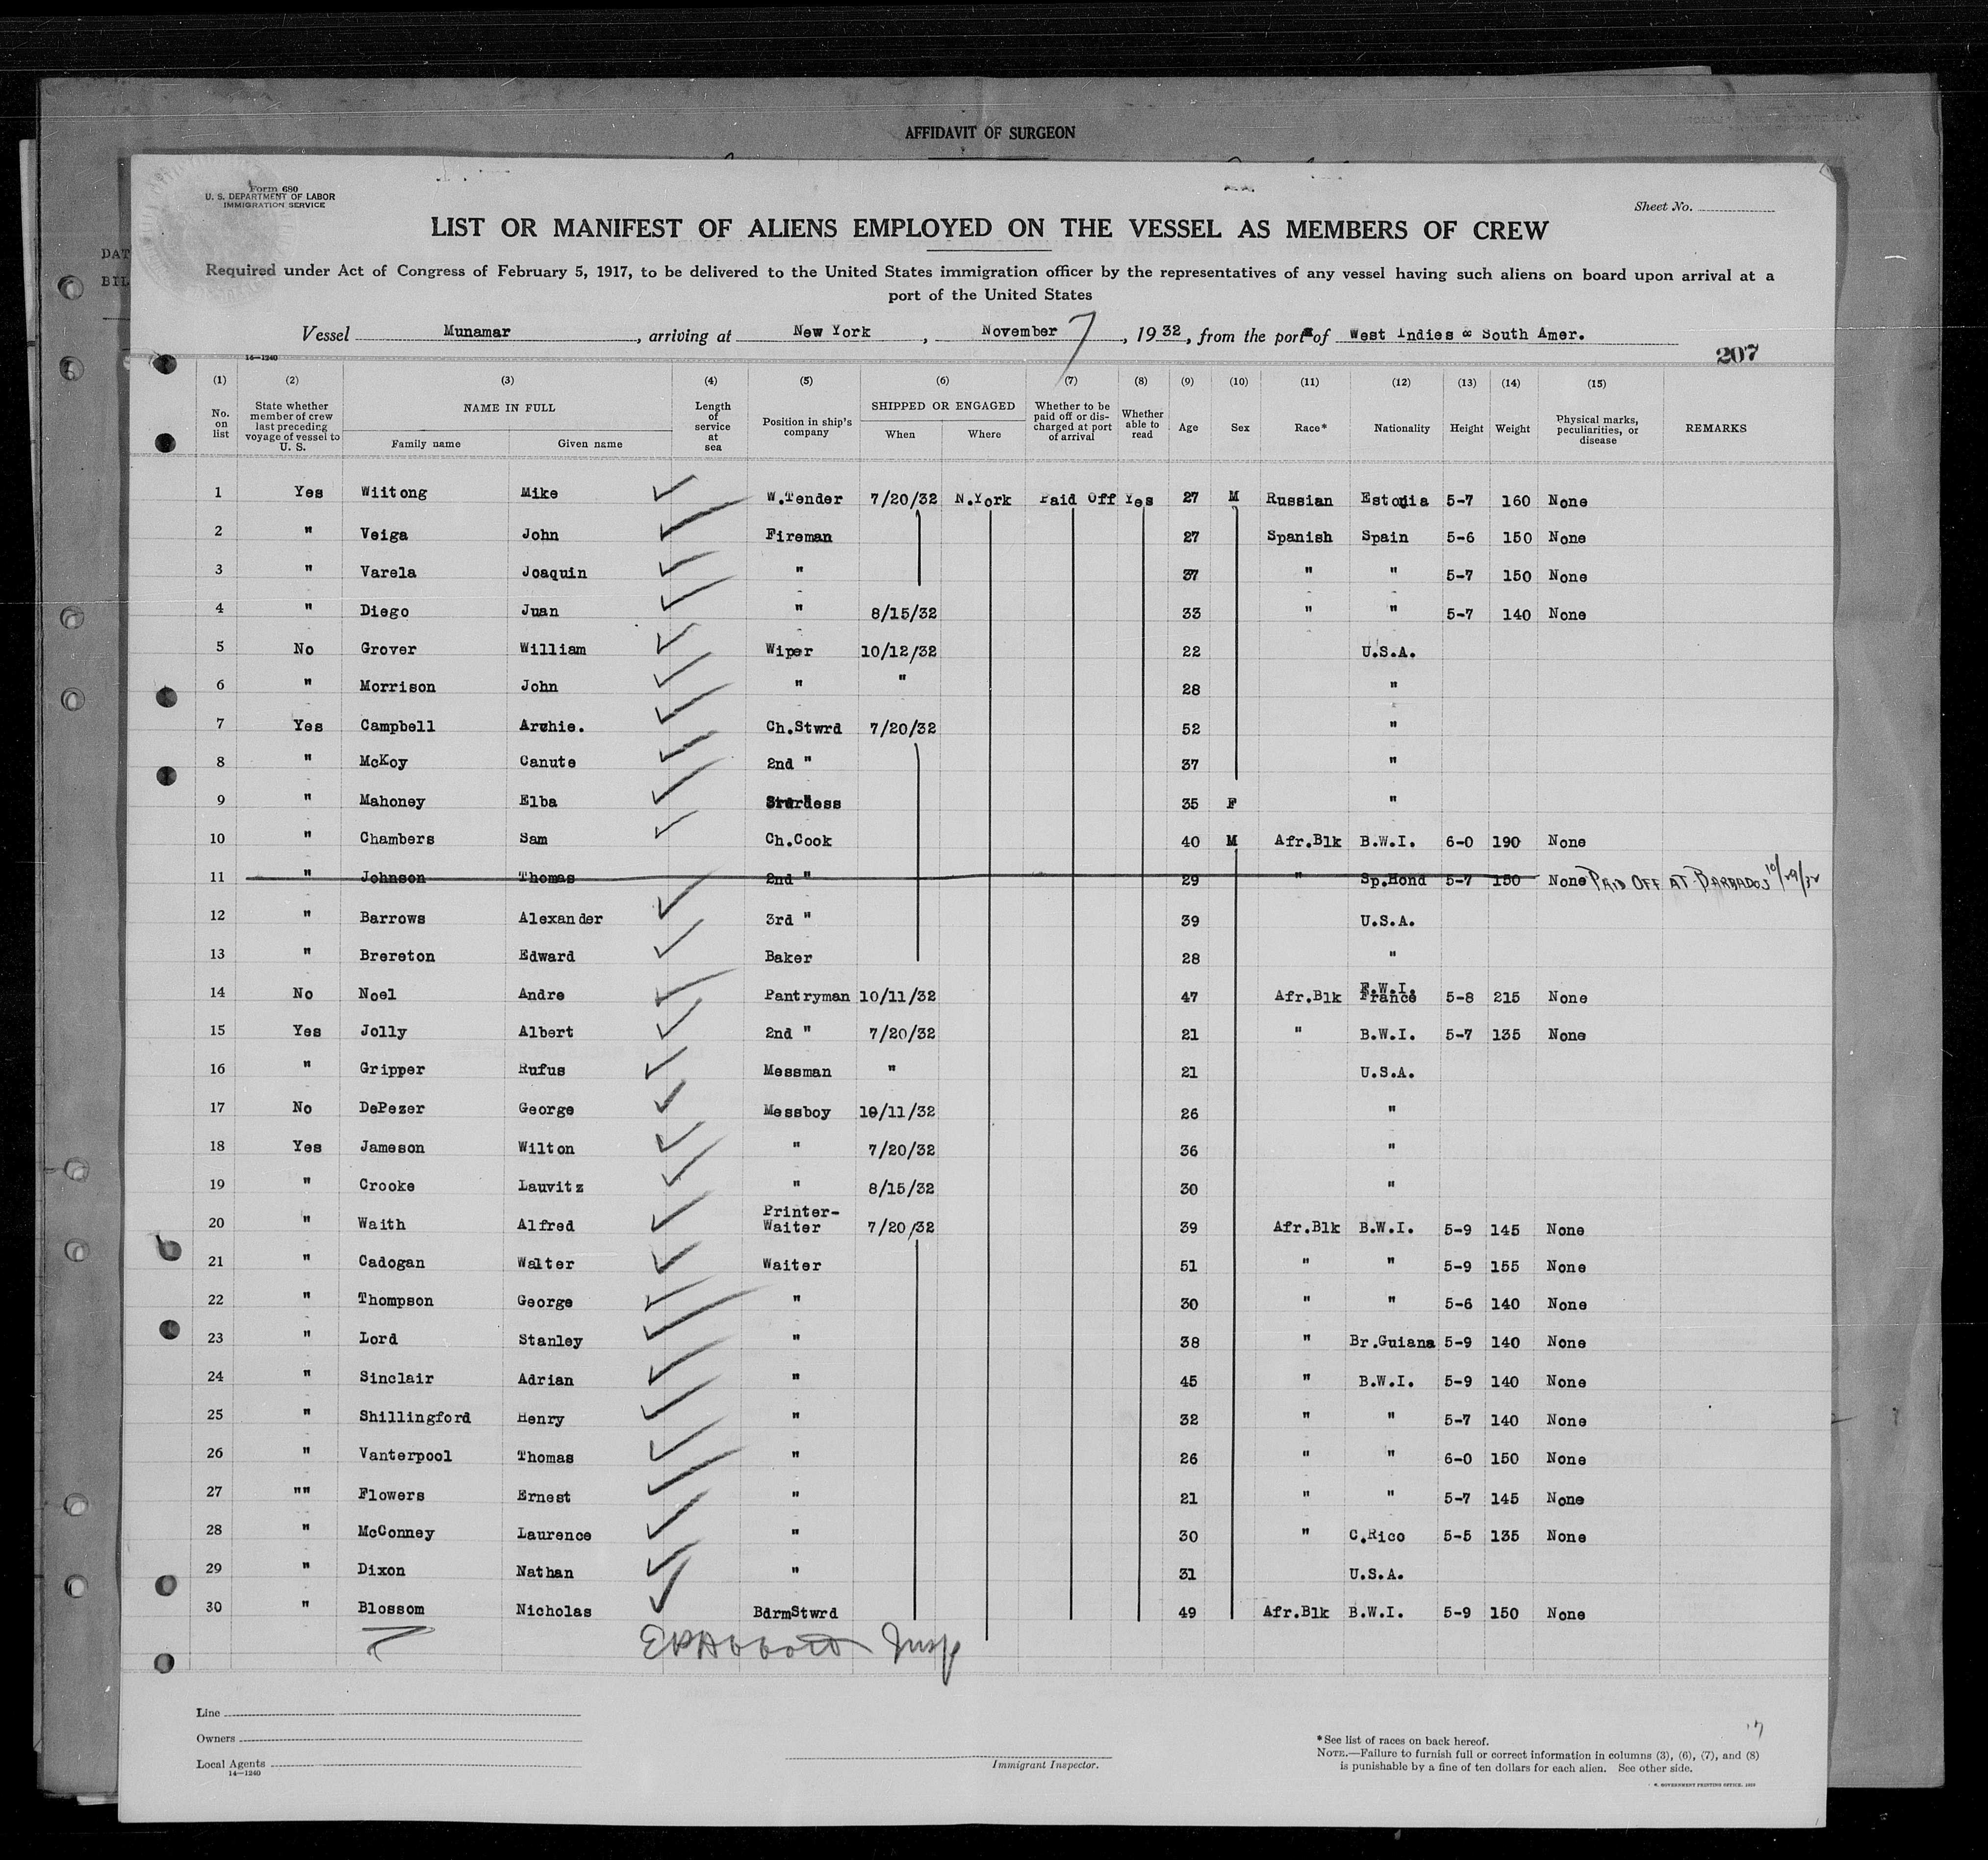 AFFIDAVIT OF SURGEON
DAT
BIL
Form 680
U. S. DEPARTMENT OF LABOR
IMMIGRATION SERVICE
Sheet No.
LIST OR MANIFEST OF ALIENS EMPLOYED ON THE VESSEL AS MEMBERS OF CREW
Required under Act of Congress of February 5, 1917, to be delivered to the United States immigration officer by the representatives of any vessel having such aliens on board upon arrival at a
port of the United States
Vessel Munamar, arriving at New York, November 7, 1932, from the ports of West Indies & South Amer.
14—1240
207
(1) (2) (3) (4) (5) (6) (7) (8) (9) (10) (11) (12) (13) (14) (15)
No. on list State whether member of crew last preceding voyage of vessel to U. S. NAME IN FULL Family name Given name Length of service at sea Position in ship's company SHIPPED OR ENGAGED When Where Whether to be paid off or discharged at port of arrival Whether able to read Age Sex Race* Nationality Height Weight Physical marks, peculiarities, or disease REMARKS
1 Yes Wiitong Mike W.Tender 7/20/32 N.York Paid Off Yes 27 M Russian Estonia 5-7 160 None
2 " Veiga John Fireman 27 Spanish Spain 5-6 150 None
3 " Varela Joaquin " 37 " " 5-7 150 None
4 " Diego Juan " 8/15/32 33 " " 5-7 140 None
5 No Grover William Wiper 10/12/32 22 U.S.A.
6 " Morrison John " " 28 "
7 Yes Campbell Archie. Ch.Stwrd 7/20/32 52 "
8 " McKoy Canute 2nd " 37 "
9 " Mahoney Elba Stwrdess 35 F "
10 " Chambers Sam Ch.Cook 40 M Afr.Blk B.W.I. 6-0 190 None
11 " Johnson Thomas 2nd " 29 " Sp.Hond 5-7 150 None PAID OFF AT BARBADOS 10/29/32
12 " Barrows Alexander 3rd " 39 U.S.A.
13 " Brereton Edward Baker 28 "
14 No Noel Andre Pantryman 10/11/32 47 Afr.Blk F.W.I. France 5-8 215 None
15 Yes Jolly Albert 2nd " 7/20/32 21 " B.W.I. 5-7 135 None
16 " Gripper Rufus Messman " 21 U.S.A.
17 No DePezer George Messboy 10/11/32 26 "
18 Yes Jameson Wilton " 7/20/32 36 "
19 " Crooke Lauvitz " 8/15/32 30 "
20 " Waith Alfred Printer-Waiter 7/20/32 39 Afr.Blk B.W.I. 5-9 145 None
21 " Cadogan Walter Waiter 51 " " 5-9 155 None
22 " Thompson George " 30 " " 5-6 140 None
23 " Lord Stanley " 38 " Br.Guiana 5-9 140 None
24 " Sinclair Adrian " 45 " B.W.I. 5-9 140 None
25 " Shillingford Henry " 32 " " 5-7 140 None
26 " Vanterpool Thomas " 26 " " 6-0 150 None
27 "" Flowers Ernest " 21 " " 5-7 145 None
28 " McConney Laurence " 30 " C.Rico 5-5 135 None
29 " Dixon Nathan " 31 U.S.A.
30 " Blossom Nicholas BdrmStwrd 49 Afr.Blk B.W.I. 5-9 150 None
Line
Owners
Local Agents
14—1240
Immigrant Inspector.
*See list of races on back hereof.
NOTE.—Failure to furnish full or correct information in columns (3), (6), (7), and (8)
is punishable by a fine of ten dollars for each alien. See other side.